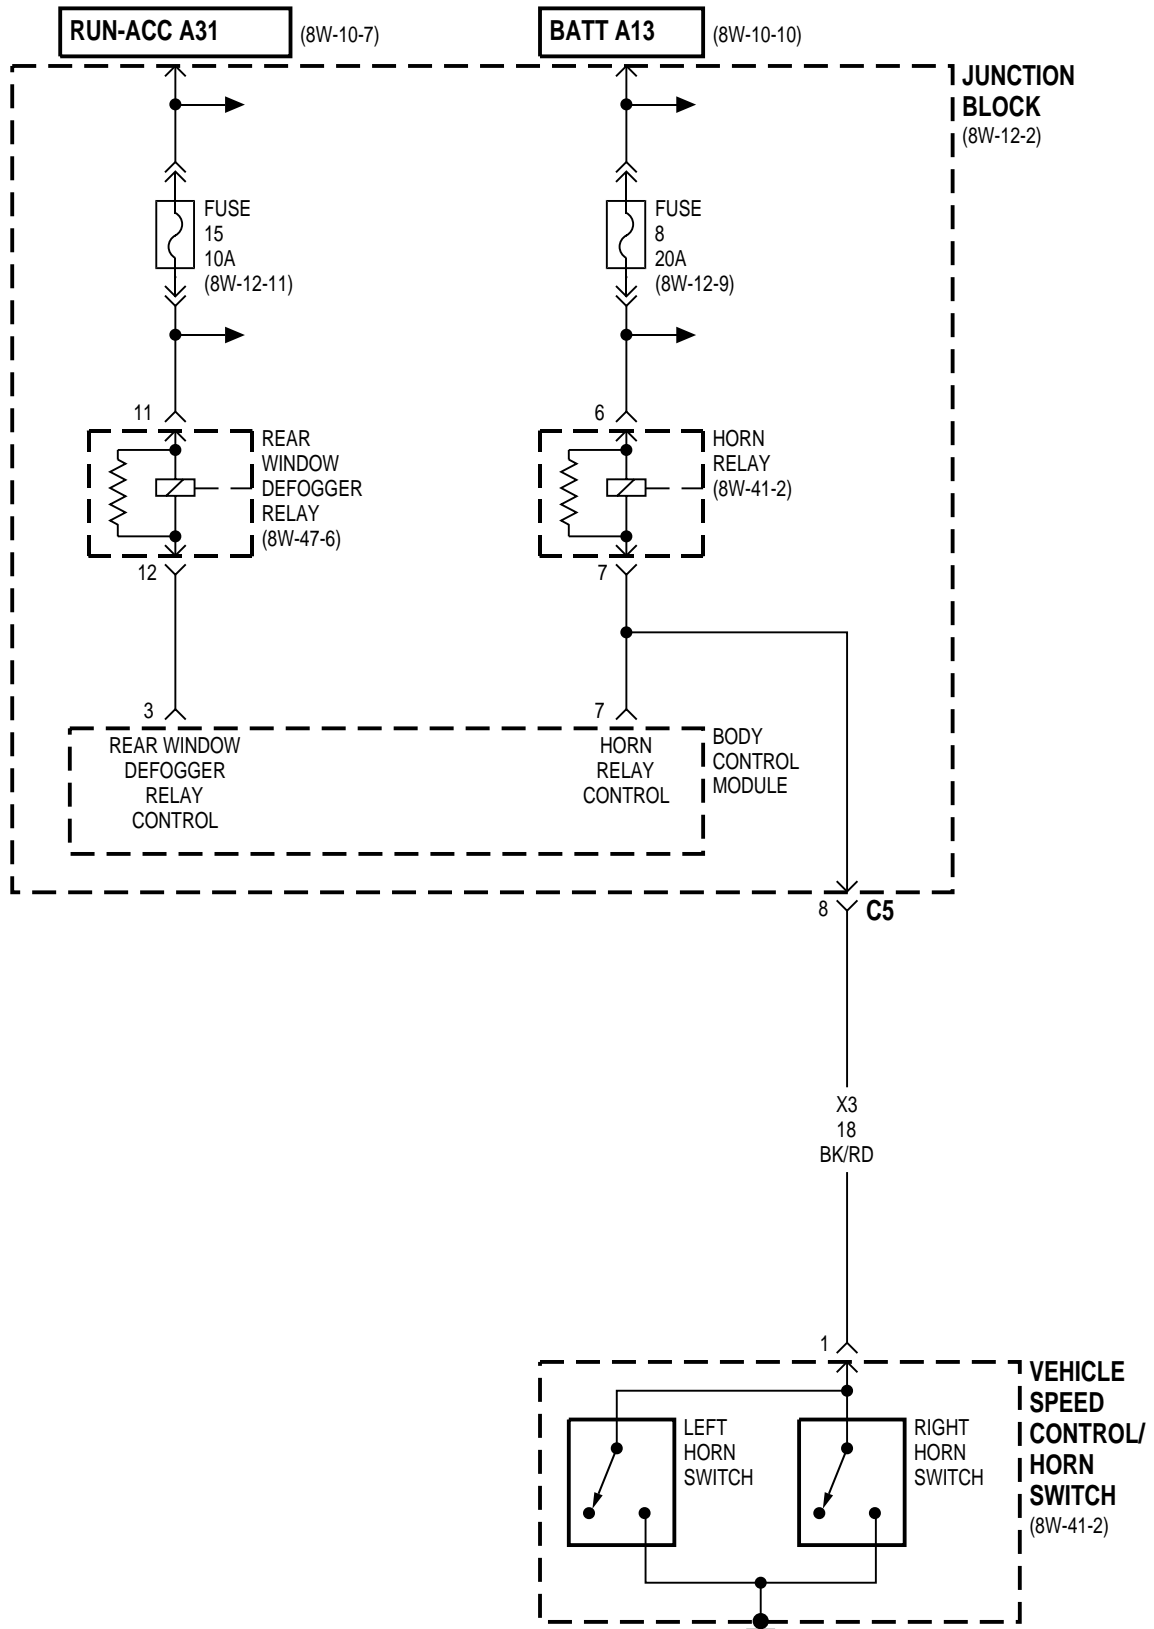 RUN-ACC A31
(8W-10-7)
BATT A13
(8W-10-10)
JUNCTION
BLOCK
(8W-12-2)
FUSE
15
10A
(8W-12-11)
FUSE
8
20A
(8W-12-9)
11
REAR
WINDOW
DEFOGGER
RELAY
(8W-47-6)
12
6
HORN
RELAY
(8W-41-2)
7
3
REAR WINDOW
DEFOGGER
RELAY
CONTROL
7
HORN
RELAY
CONTROL
BODY
CONTROL
MODULE
8
C5
X3
18
BK/RD
1
LEFT
HORN
SWITCH
RIGHT
HORN
SWITCH
VEHICLE
SPEED
CONTROL/
HORN
SWITCH
(8W-41-2)